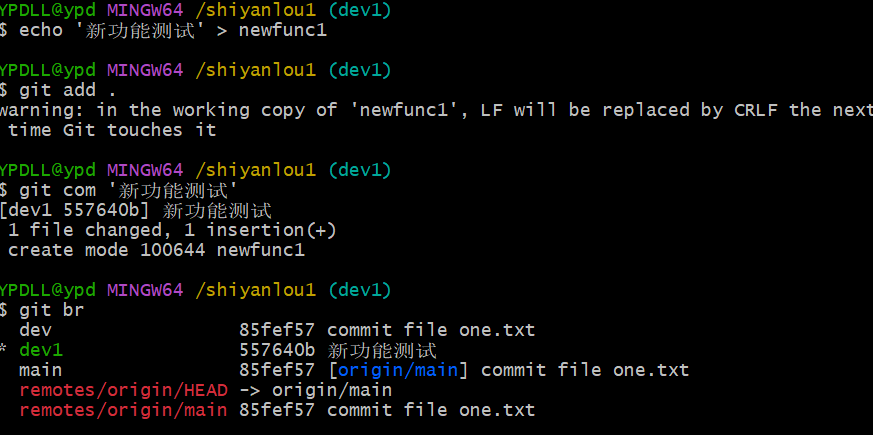 YPDLL@ypd MINGW64 /shiyanlou1 (dev1)
$ echo '新功能测试' > newfunc1
YPDLL@ypd MINGW64 /shiyanlou1 (dev1)
$ git add .
warning: in the working copy of 'newfunc1', LF will be replaced by CRLF the next
time Git touches it
YPDLL@ypd MINGW64 /shiyanlou1 (dev1)
$ git com '新功能测试'
[dev1 557640b] 新功能测试
1 file changed, 1 insertion(+)
create mode 100644 newfunc1
YPDLL@ypd MINGW64 /shiyanlou1 (dev1)
$ git br
dev 85fef57 commit file one.txt
* dev1 557640b 新功能测试
main 85fef57 [origin/main] commit file one.txt
remotes/origin/HEAD -> origin/main
remotes/origin/main 85fef57 commit file one.txt